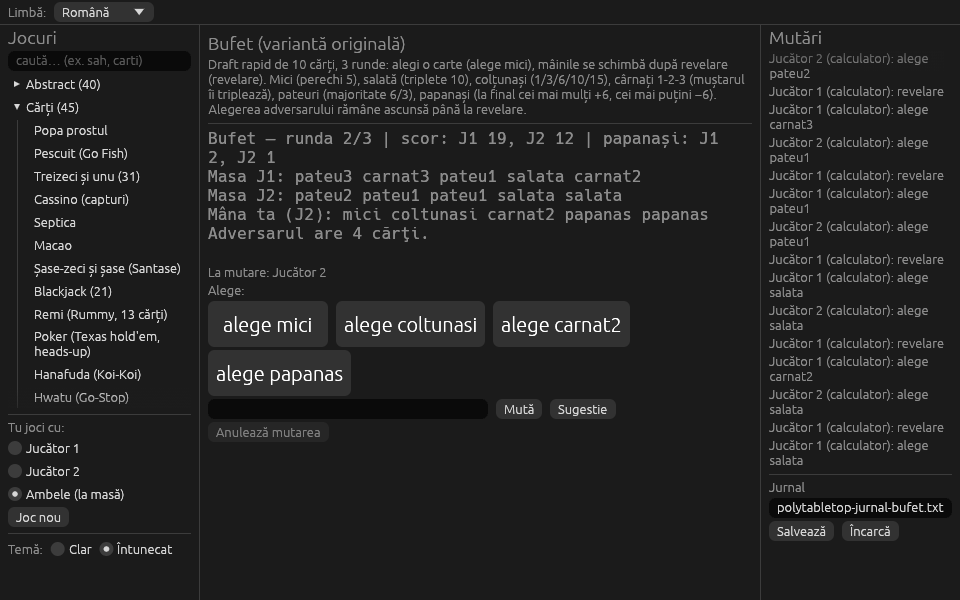 Limbă: Română
Jocuri
caută… (ex. sah, carti)
Abstract (40)
Cărți (45)
Popa prostul
Pescuit (Go Fish)
Treizeci și unu (31)
Cassino (capturi)
Septica
Macao
Șase-zeci și șase (Santase)
Blackjack (21)
Remi (Rummy, 13 cărți)
Poker (Texas hold'em,
heads-up)
Hanafuda (Koi-Koi)
Hwatu (Go-Stop)
Tu joci cu:
Jucător 1
Jucător 2
Ambele (la masă)
Joc nou
Temă: Clar Întunecat
Bufet (variantă originală)
Draft rapid de 10 cărți, 3 runde: alegi o carte (alege mici), mâinile se schimbă după revelare
(revelare). Mici (perechi 5), salată (triplete 10), colțunași (1/3/6/10/15), cârnați 1-2-3 (muștarul
îi triplează), pateuri (majoritate 6/3), papanași (la final cei mai mulți +6, cei mai puțini −6).
Alegerea adversarului rămâne ascunsă până la revelare.
Bufet — runda 2/3 | scor: J1 19, J2 12 | papanași: J1
2, J2 1
Masa J1: pateu3 carnat3 pateu1 salata carnat2
Masa J2: pateu2 pateu1 pateu1 salata salata
Mâna ta (J2): mici coltunasi carnat2 papanas papanas
Adversarul are 4 cărți.
La mutare: Jucător 2
Alege:
alege mici alege coltunasi alege carnat2
alege papanas
Mută Sugestie
Anulează mutarea
Mutări
Jucător 2 (calculator): alege
pateu2
Jucător 1 (calculator): revelare
Jucător 1 (calculator): alege
carnat3
Jucător 2 (calculator): alege
pateu1
Jucător 1 (calculator): revelare
Jucător 1 (calculator): alege
pateu1
Jucător 2 (calculator): alege
pateu1
Jucător 1 (calculator): revelare
Jucător 1 (calculator): alege
salata
Jucător 2 (calculator): alege
salata
Jucător 1 (calculator): revelare
Jucător 1 (calculator): alege
carnat2
Jucător 2 (calculator): alege
salata
Jucător 1 (calculator): revelare
Jucător 1 (calculator): alege
salata
Jurnal
polytabletop-jurnal-bufet.txt
Salvează Încarcă